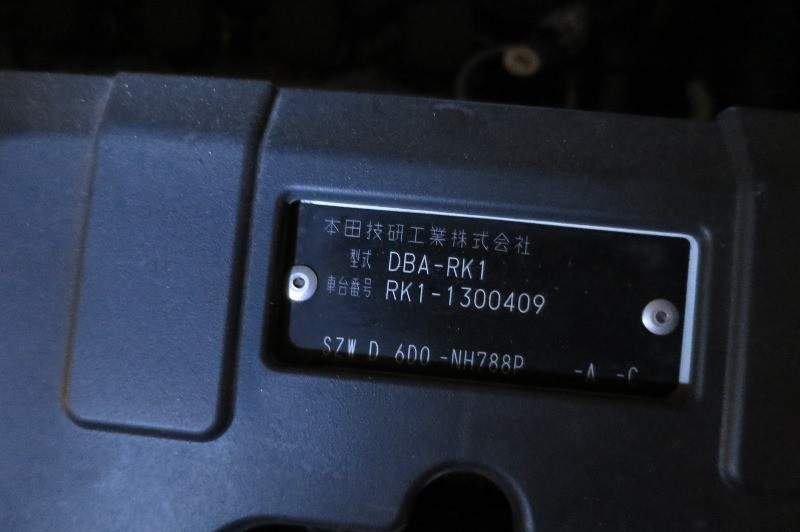 本田技研工業株式会社
型式 DBA-RK1
車台番号 RK1-1300409
SZW D 6D0 -NH788P -A -C